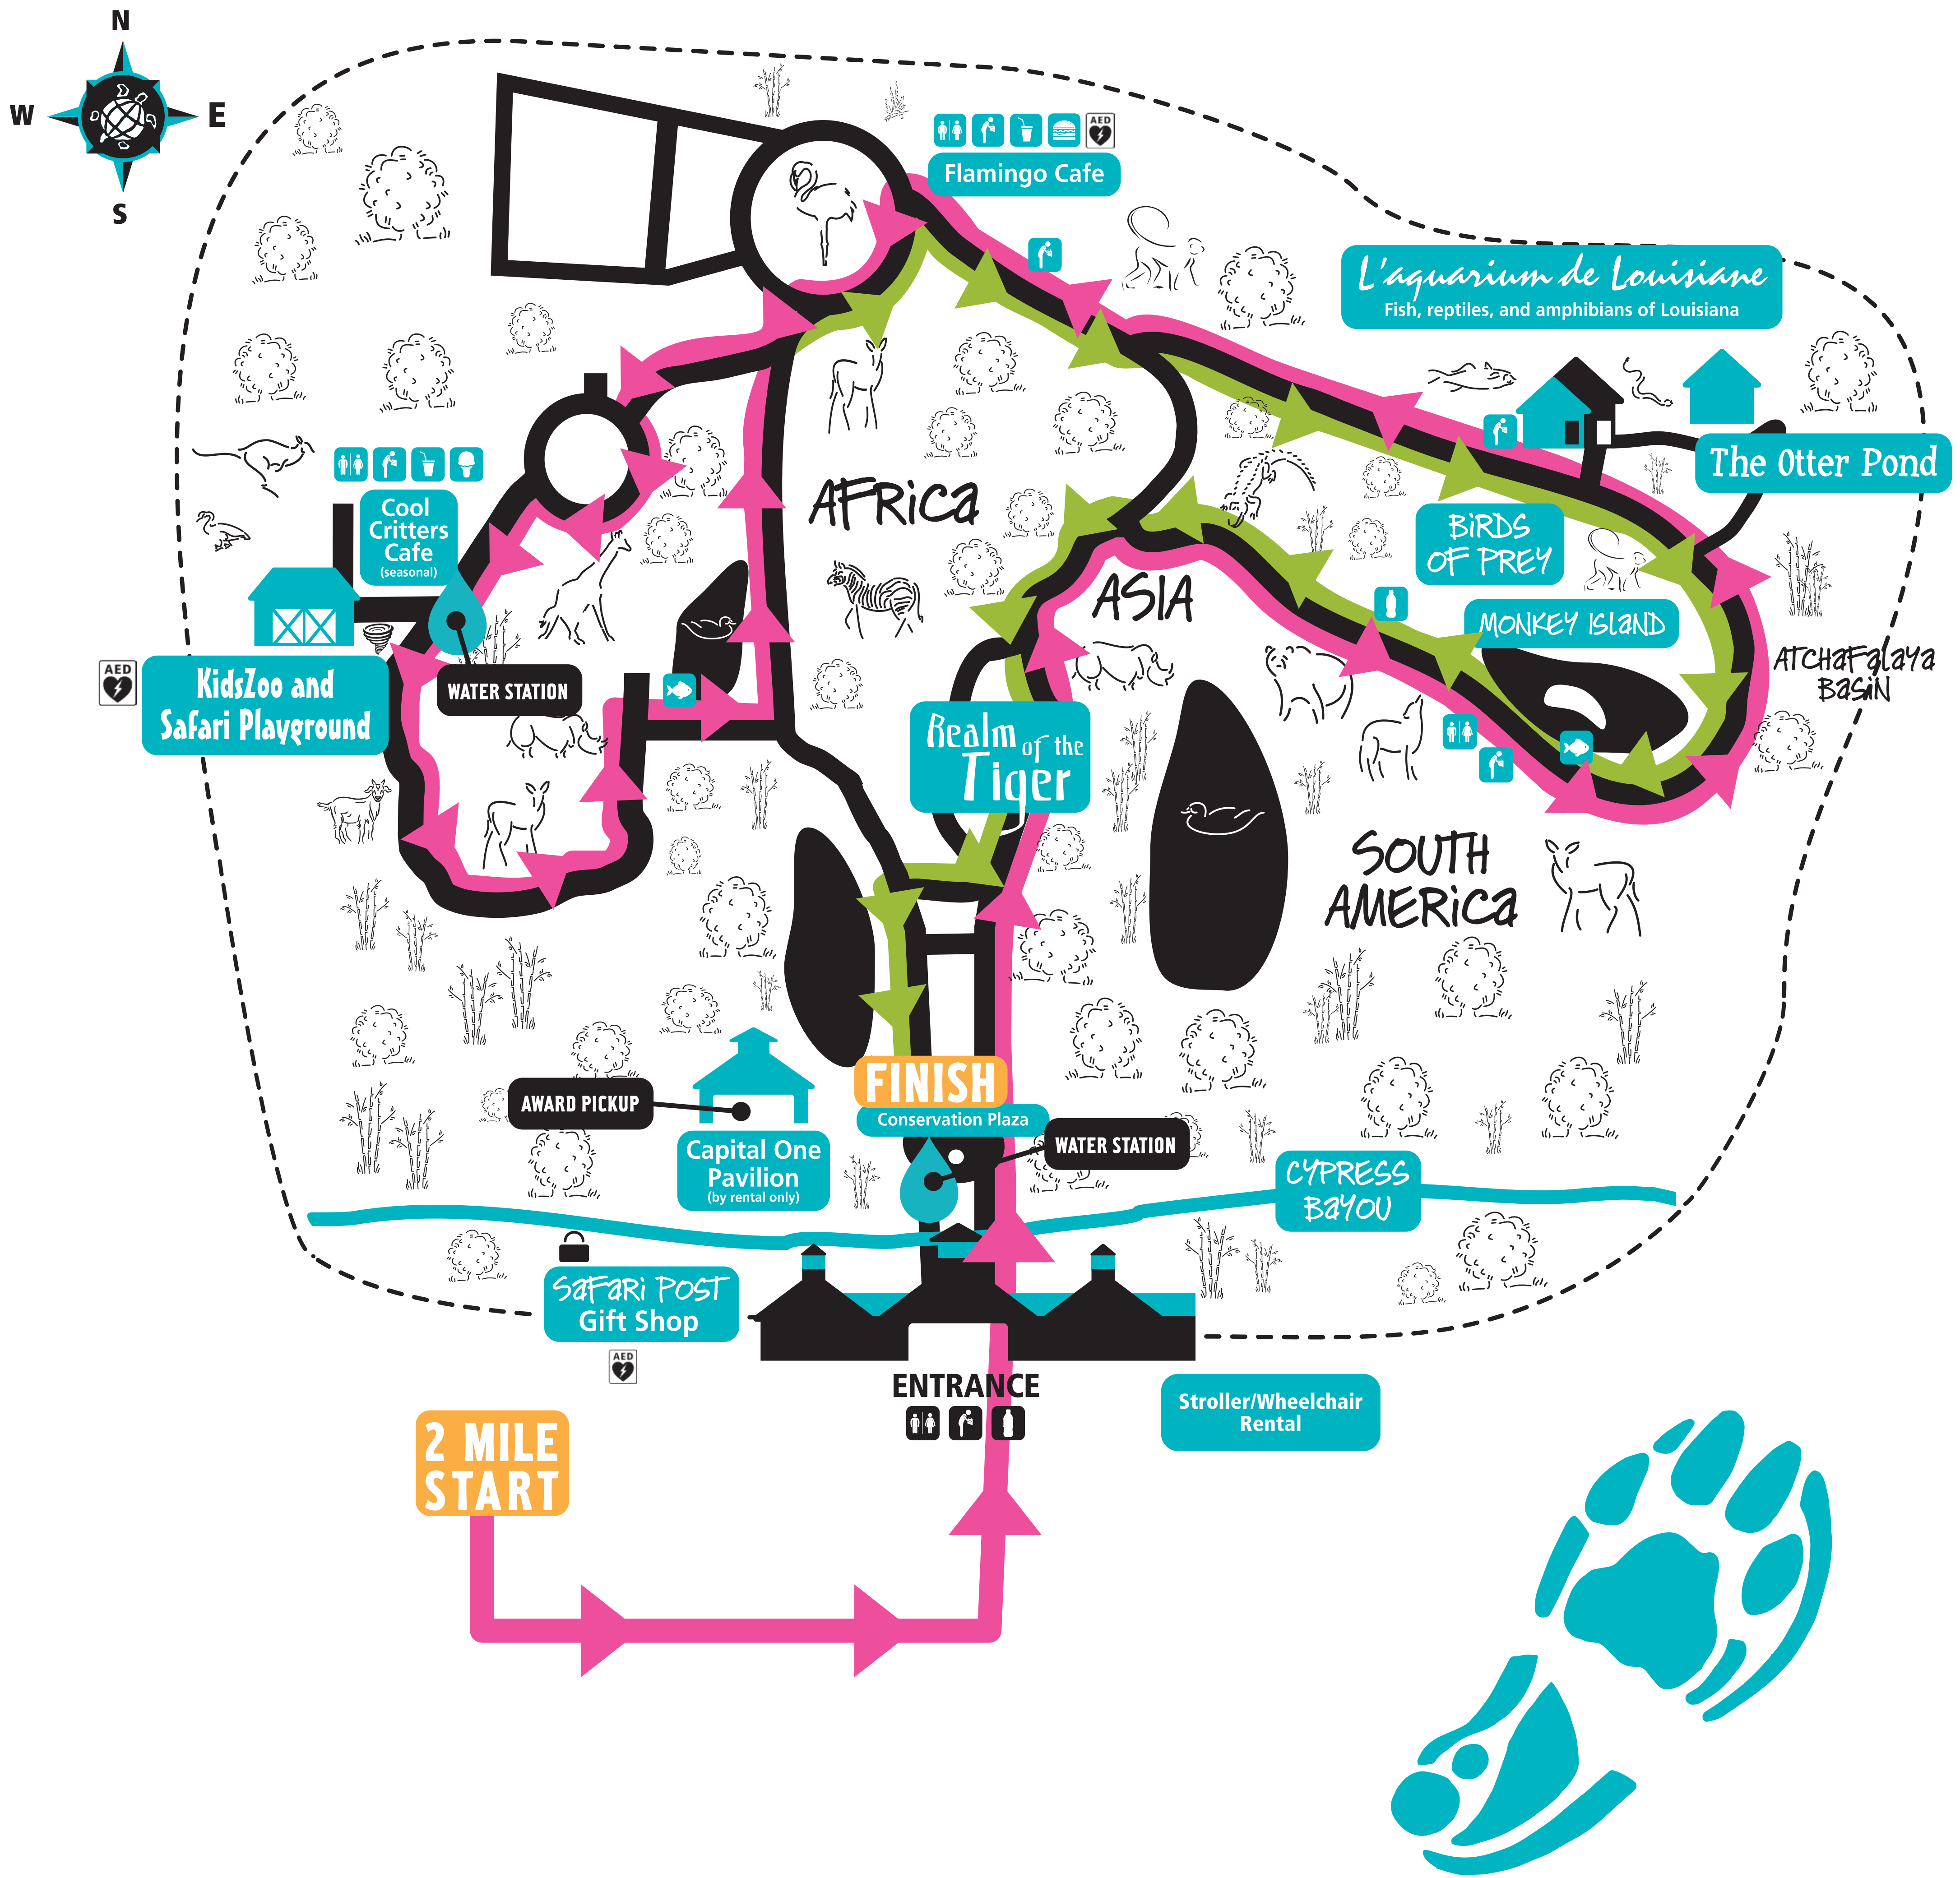 N
W
E
S
AED
Flamingo Cafe
L'aquarium de Louisiane
Fish, reptiles, and amphibians of Louisiana
The Otter Pond
Cool
Critters
Cafe
(seasonal)
AFRICA
BIRDS
OF PREY
ASIA
MONKEY ISLAND
ATCHAFALAYA
BASIN
AED
KidsZoo and
Safari Playground
WATER STATION
Realm of the
Tiger
SOUTH
AMERICA
FINISH
Conservation Plaza
AWARD PICKUP
WATER STATION
Capital One
Pavilion
(by rental only)
CYPRESS
BAYOU
SAFARI POST
Gift Shop
AED
ENTRANCE
Stroller/Wheelchair
Rental
2 MILE
START